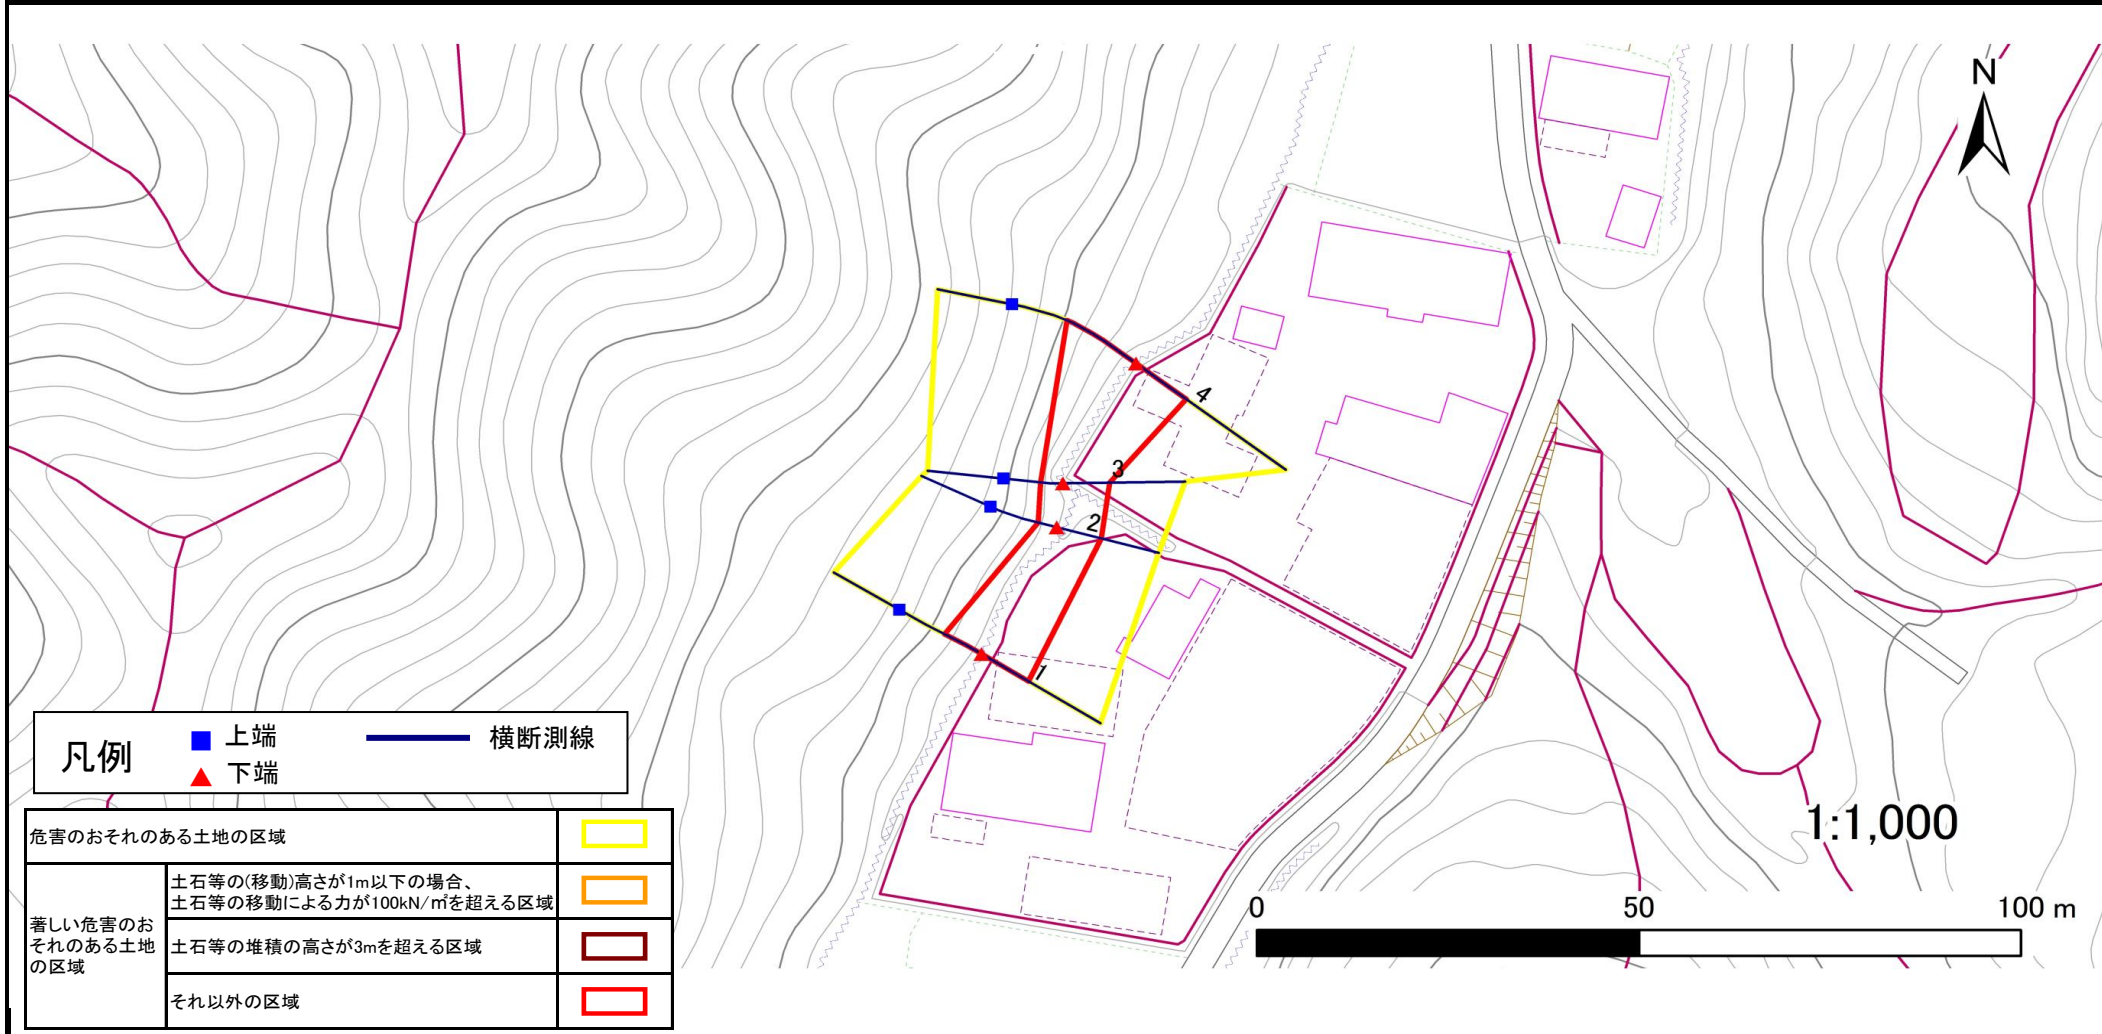 N
4
3
2
1
凡例
上端
横断測線
下端
危害のおそれのある土地の区域
著しい危害のお
それのある土地
の区域
土石等の(移動)高さが1m以下の場合、
土石等の移動による力が100kN/㎡を超える区域
土石等の堆積の高さが3mを超える区域
それ以外の区域
1:1,000
0 50 100 m